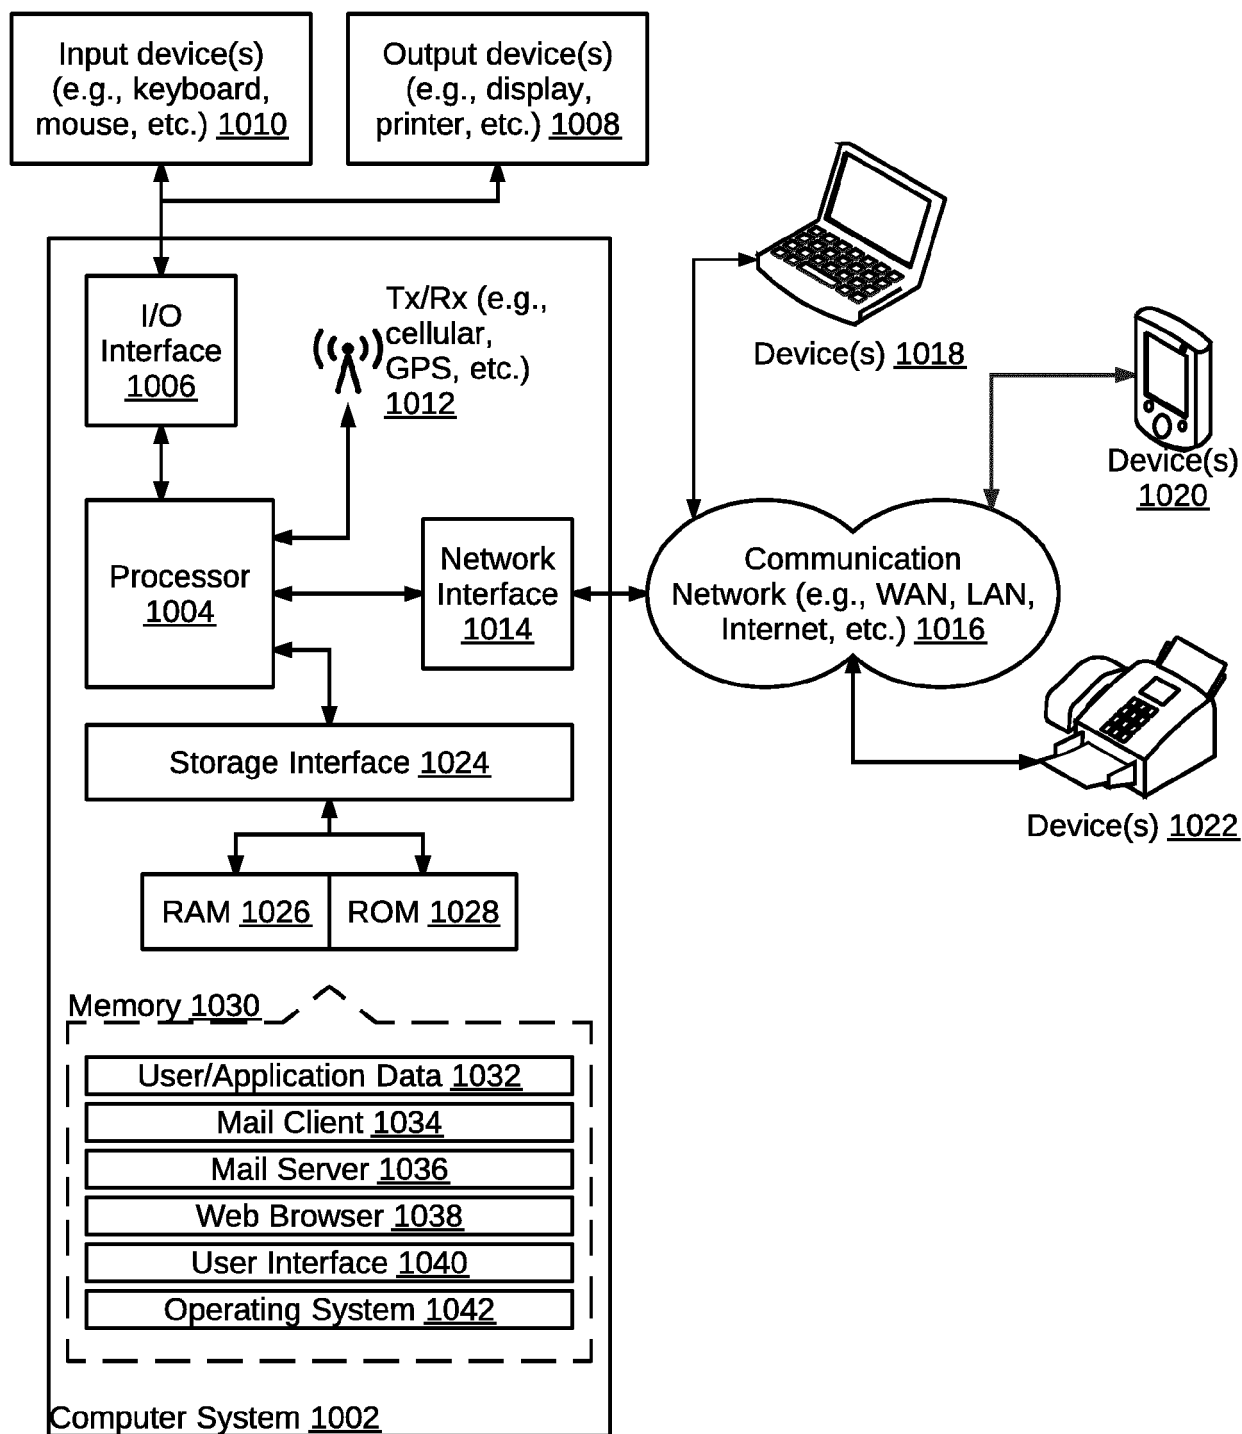 Input device(s)
(e.g., keyboard,
mouse, etc.) 1010
Output device(s)
(e.g., display,
printer, etc.) 1008
I/O
Interface
1006
Tx/Rx (e.g.,
cellular,
GPS, etc.)
1012
Device(s) 1018
Device(s)
1020
Processor
1004
Network
Interface
1014
Communication
Network (e.g., WAN, LAN,
Internet, etc.) 1016
Storage Interface 1024
Device(s) 1022
RAM 1026
ROM 1028
Memory 1030
User/Application Data 1032
Mail Client 1034
Mail Server 1036
Web Browser 1038
User Interface 1040
Operating System 1042
Computer System 1002